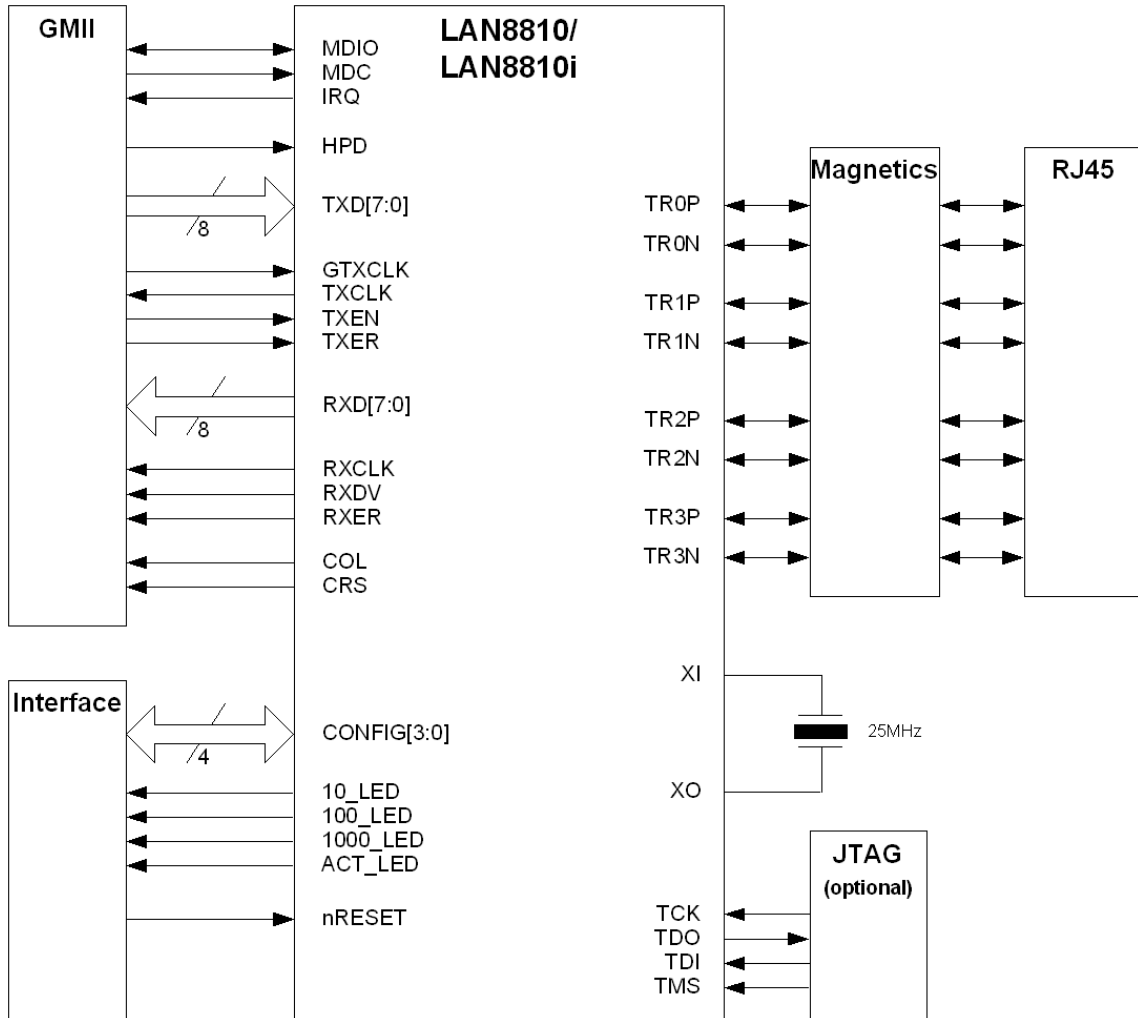 GMII
LAN8810/
LAN8810i
MDIO
MDC
IRQ
HPD
TXD[7:0]
8
GTXCLK
TXCLK
TXEN
TXER
RXD[7:0]
8
RXCLK
RXDV
RXER
COL
CRS
Magnetics
RJ45
TR0P
TR0N
TR1P
TR1N
TR2P
TR2N
TR3P
TR3N
Interface
CONFIG[3:0]
4
10_LED
100_LED
1000_LED
ACT_LED
nRESET
XI
25MHz
XO
JTAG
(optional)
TCK
TDO
TDI
TMS